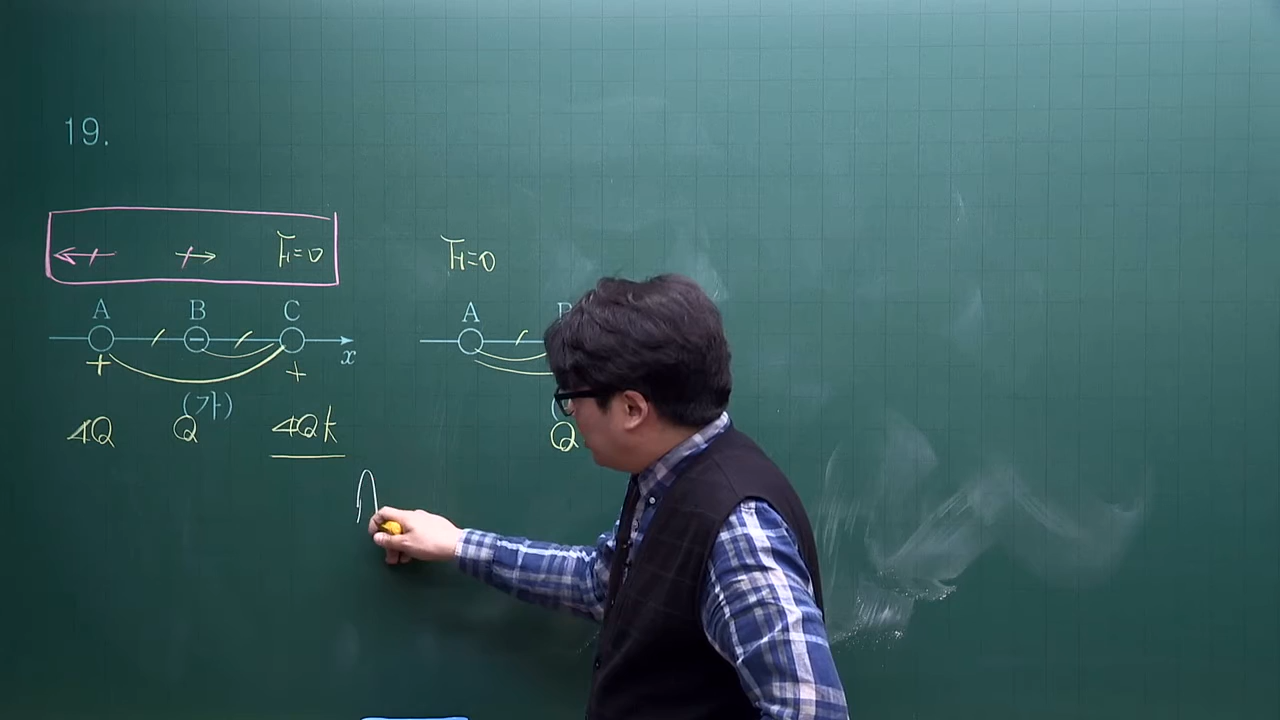 19.
F=0 F=0
A B C A
− x
+ +
(가)
4Q Q 4Qk Q